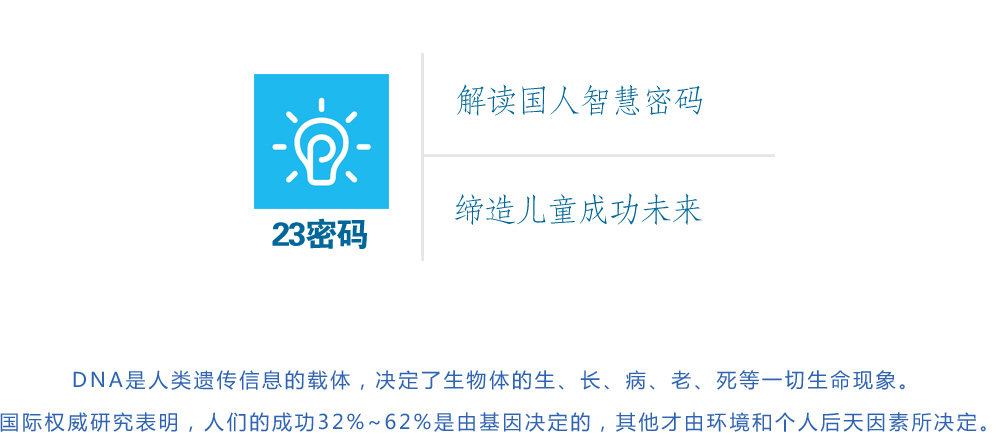 解读国人智慧密码
23密码
缔造儿童成功未来
DNA是人类遗传信息的载体，决定了生物体的生、长、病、老、死等一切生命现象。
国际权威研究表明，人们的成功32%~62%是由基因决定的，其他才由环境和个人后天因素所决定。